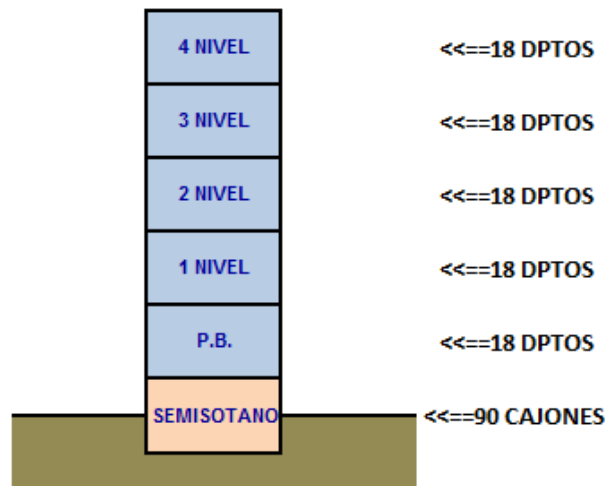 4 NIVEL <<==18 DPTOS
3 NIVEL <<==18 DPTOS
2 NIVEL <<==18 DPTOS
1 NIVEL <<==18 DPTOS
P.B. <<==18 DPTOS
SEMISOTANO <<==90 CAJONES